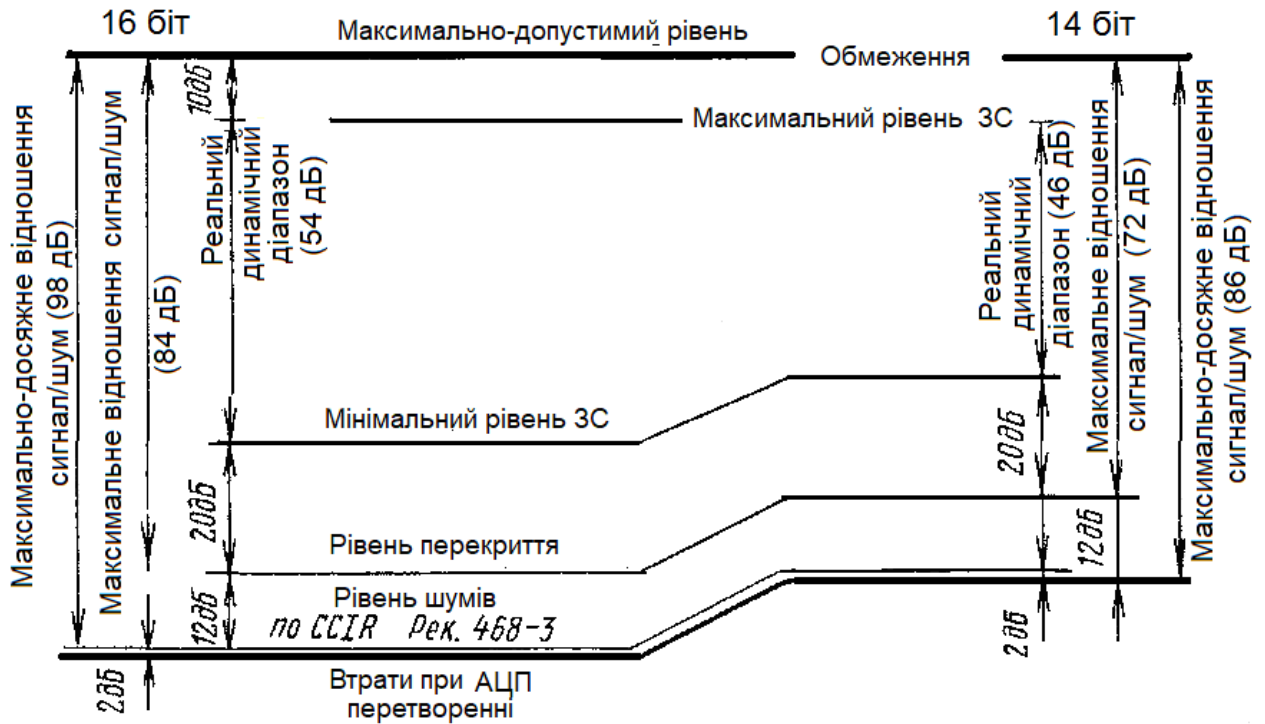 16 біт
Максимально-допустимий рівень
14 біт
Обмеження
Максимально-досяжне відношення
сигнал/шум (98 дБ)
Максимальне відношення сигнал/шум
(84 дБ)
10дб
Реальний
динамічний
діапазон
(54 дБ)
Максимальний рівень ЗС
Реальний
динамічний
діапазон (46 дБ)
Максимальне відношення
сигнал/шум (72 дБ)
Максимально-досяжне відношення
сигнал/шум (86 дБ)
Мінімальний рівень ЗС
20дб
20дб
Рівень перекриття
12дб
Рівень шумів
12дб
по CCIR Рек. 468-3
2дб
2дб
Втрати при АЦП
перетворенні